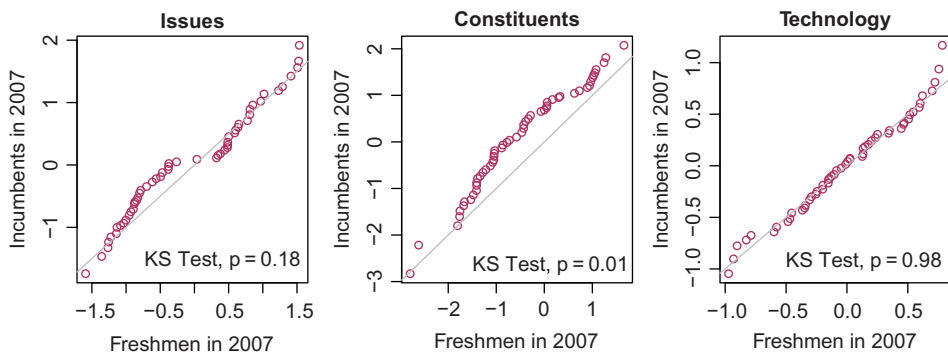 Issues
Incumbents in 2007
2
1
0
−1
KS Test, p = 0.18
−1.5
−0.5
0.5
1.5
Freshmen in 2007
Constituents
Incumbents in 2007
2
1
0
−1
−2
−3
KS Test, p = 0.01
−2
−1
0
1
Freshmen in 2007
Technology
Incumbents in 2007
1.0
0.5
0.0
−0.5
−1.0
KS Test, p = 0.98
−1.0
−0.5
0.0
0.5
Freshmen in 2007